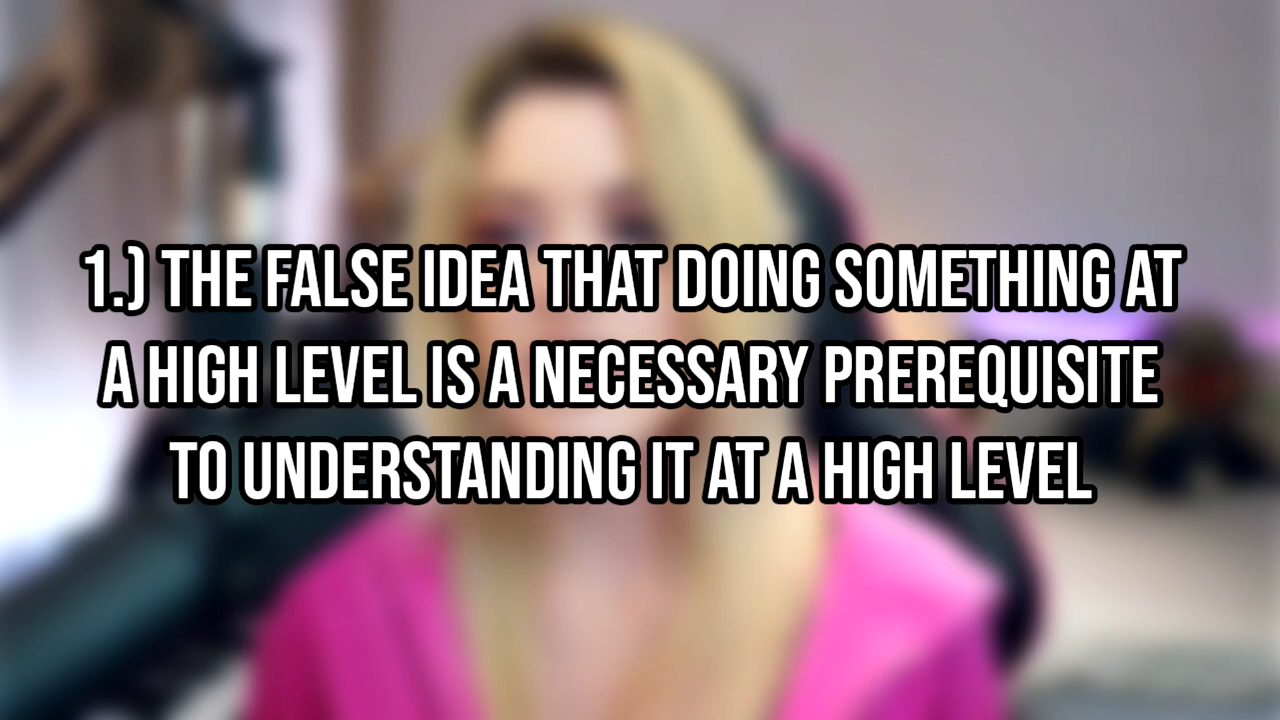 1.) THE FALSE IDEA THAT DOING SOMETHING AT
A HIGH LEVEL IS A NECESSARY PREREQUISITE
TO UNDERSTANDING IT AT A HIGH LEVEL